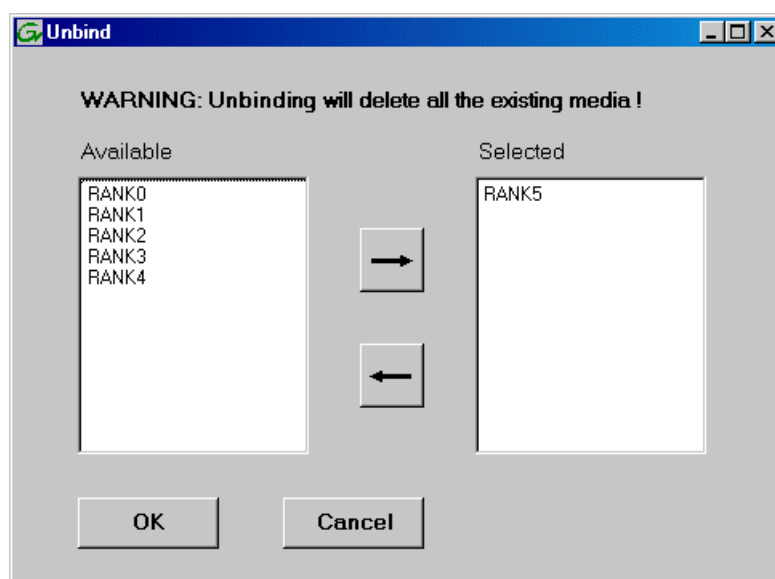 Unbind
WARNING: Unbinding will delete all the existing media !
Available
Selected
RANK0
RANK1
RANK2
RANK3
RANK4
RANK5
OK
Cancel